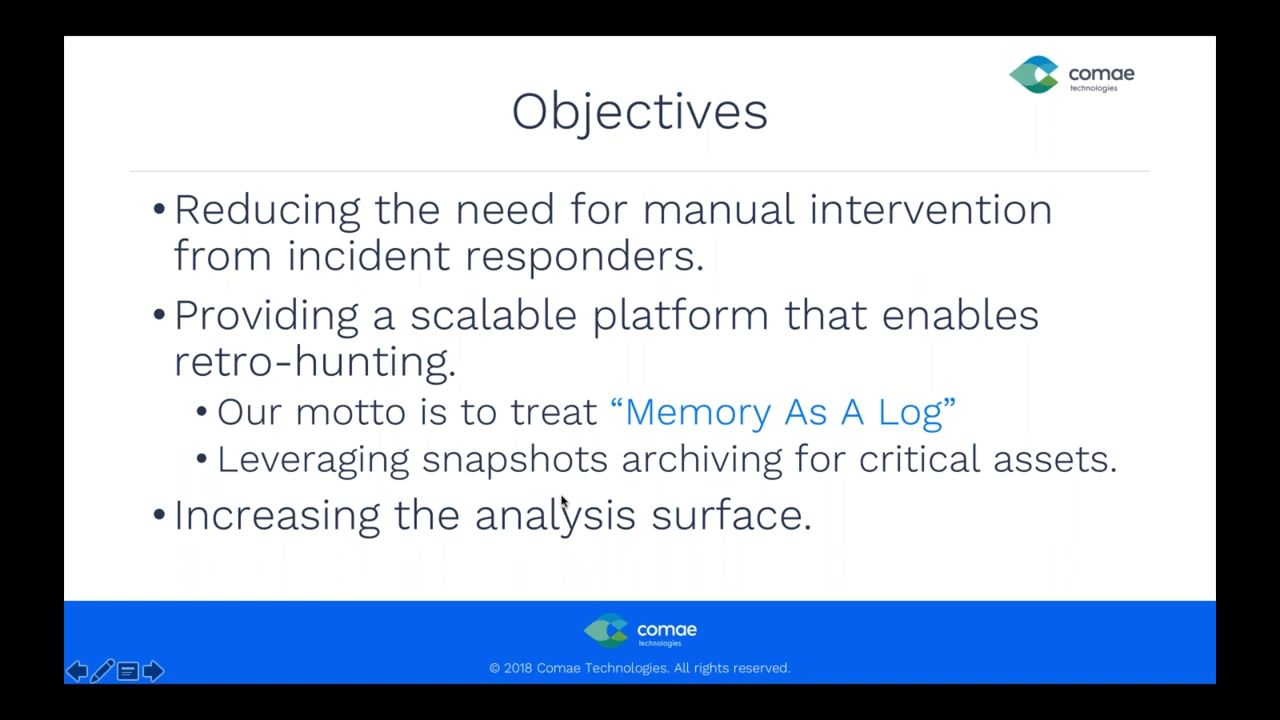 comae
technologies
Objectives
• Reducing the need for manual intervention
from incident responders.
• Providing a scalable platform that enables
retro-hunting.
• Our motto is to treat “Memory As A Log”
• Leveraging snapshots archiving for critical assets.
• Increasing the analysis surface.
comae
technologies
© 2018 Comae Technologies. All rights reserved.